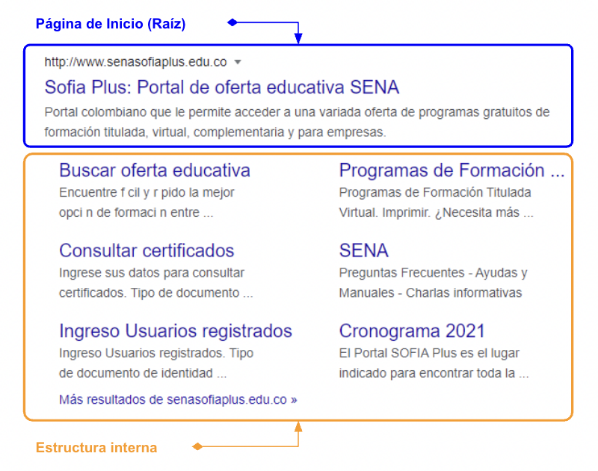 Página de Inicio (Raíz)
http://www.senasofiaplus.edu.co
Sofia Plus: Portal de oferta educativa SENA
Portal colombiano que le permite acceder a una variada oferta de programas gratuitos de
formación titulada, virtual, complementaria y para empresas.
Buscar oferta educativa
Encuentre f cil y r pido la mejor
opci n de formaci n entre ...
Programas de Formación ...
Programas de Formación Titulada
Virtual. Imprimir. ¿Necesita más ...
Consultar certificados
Ingrese sus datos para consultar
certificados. Tipo de documento ...
SENA
Preguntas Frecuentes - Ayudas y
Manuales - Charlas informativas
Ingreso Usuarios registrados
Ingreso Usuarios registrados. Tipo
de documento de identidad ...
Cronograma 2021
El Portal SOFIA Plus es el lugar
indicado para encontrar toda la ...
Más resultados de senasofiaplus.edu.co »
Estructura interna